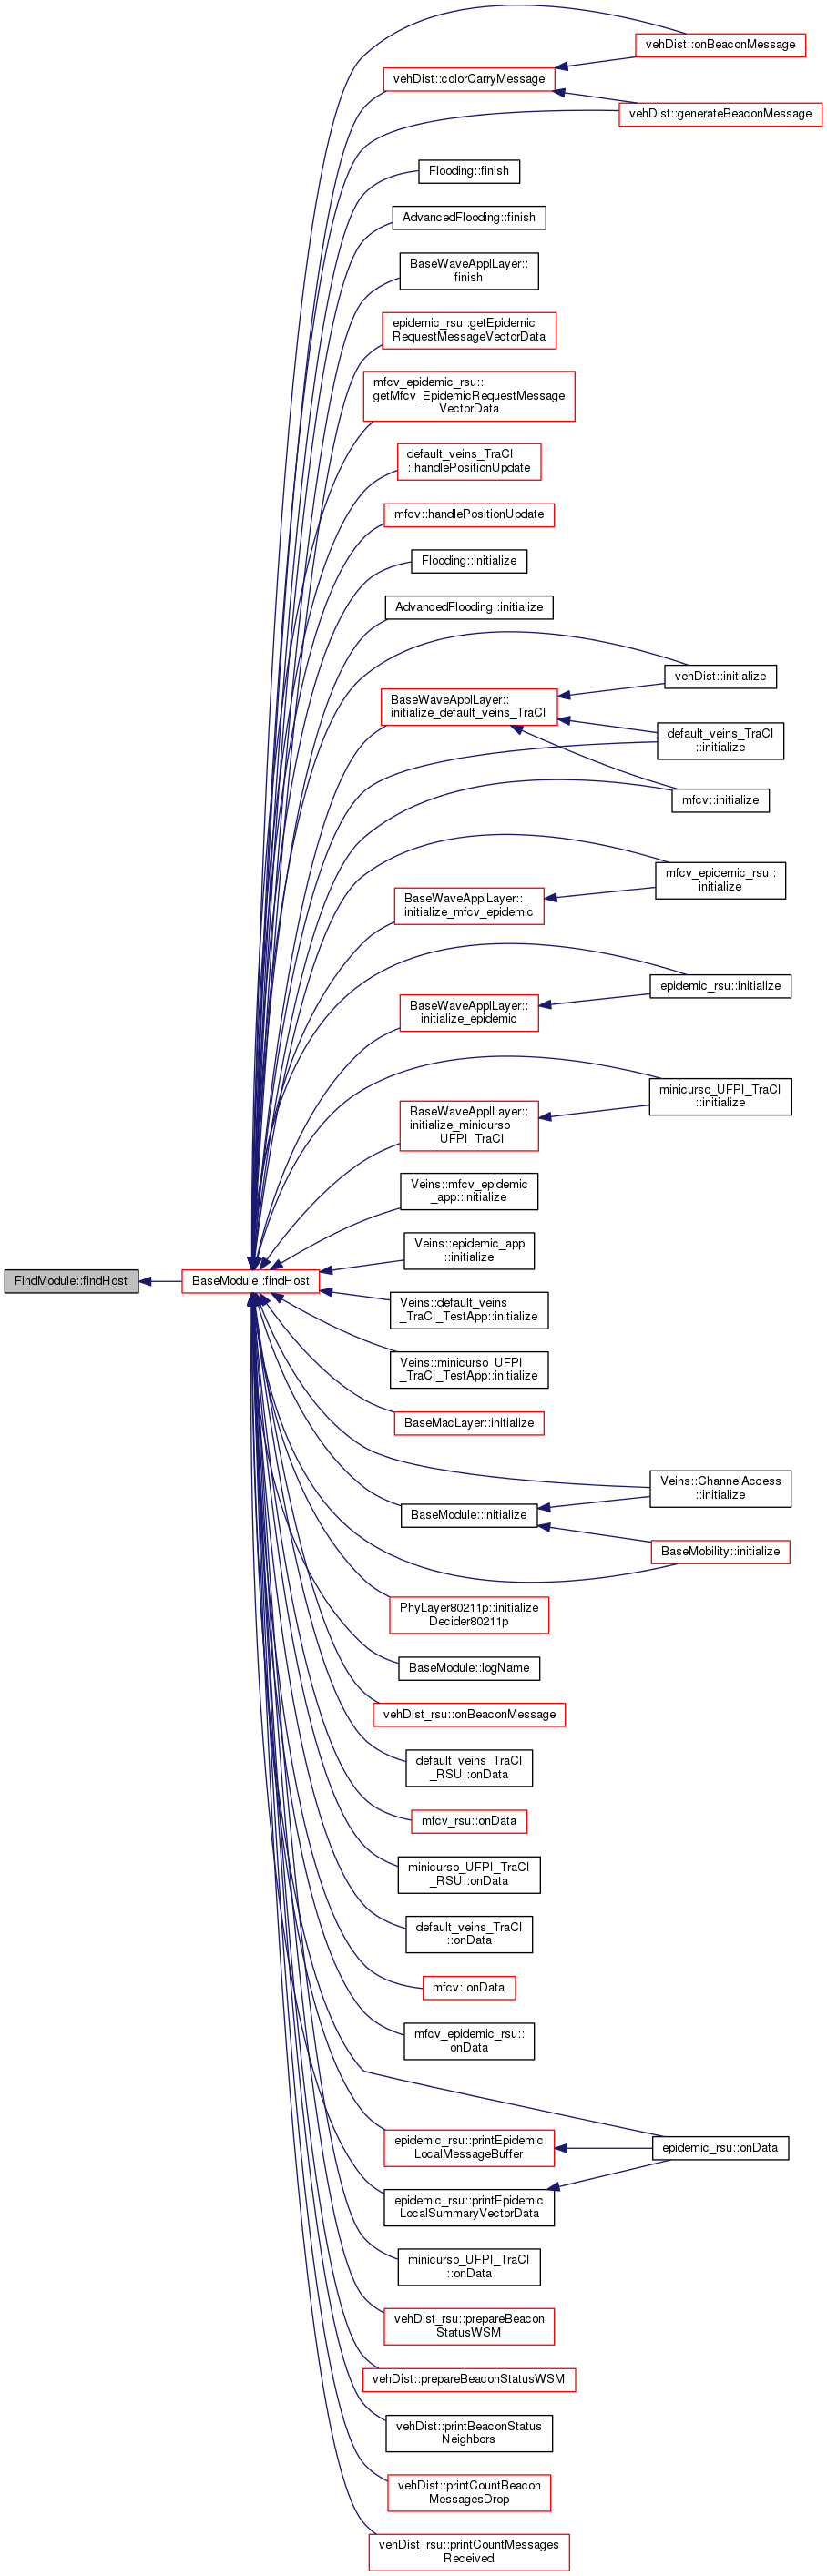 vehDist::onBeaconMessage
vehDist::colorCarryMessage
vehDist::generateBeaconMessage
Flooding::finish
AdvancedFlooding::finish
BaseWaveApplLayer::
finish
epidemic_rsu::getEpidemic
RequestMessageVectorData
mfcv_epidemic_rsu::
getMfcv_EpidemicRequestMessage
VectorData
default_veins_TraCI
::handlePositionUpdate
mfcv::handlePositionUpdate
Flooding::initialize
AdvancedFlooding::initialize
vehDist::initialize
BaseWaveApplLayer::
initialize_default_veins_TraCI
default_veins_TraCI
::initialize
mfcv::initialize
mfcv_epidemic_rsu::
initialize
BaseWaveApplLayer::
initialize_mfcv_epidemic
epidemic_rsu::initialize
BaseWaveApplLayer::
initialize_epidemic
minicurso_UFPI_TraCI
::initialize
BaseWaveApplLayer::
initialize_minicurso
_UFPI_TraCI
Veins::mfcv_epidemic
_app::initialize
Veins::epidemic_app
::initialize
FindModule::findHost
BaseModule::findHost
Veins::default_veins
_TraCI_TestApp::initialize
Veins::minicurso_UFPI
_TraCI_TestApp::initialize
BaseMacLayer::initialize
Veins::ChannelAccess
::initialize
BaseModule::initialize
BaseMobility::initialize
PhyLayer80211p::initialize
Decider80211p
BaseModule::logName
vehDist_rsu::onBeaconMessage
default_veins_TraCI
_RSU::onData
mfcv_rsu::onData
minicurso_UFPI_TraCI
_RSU::onData
default_veins_TraCI
::onData
mfcv::onData
mfcv_epidemic_rsu::
onData
epidemic_rsu::printEpidemic
LocalMessageBuffer
epidemic_rsu::onData
epidemic_rsu::printEpidemic
LocalSummaryVectorData
minicurso_UFPI_TraCI
::onData
vehDist_rsu::prepareBeacon
StatusWSM
vehDist::prepareBeaconStatusWSM
vehDist::printBeaconStatus
Neighbors
vehDist::printCountBeacon
MessagesDrop
vehDist_rsu::printCountMessages
Received